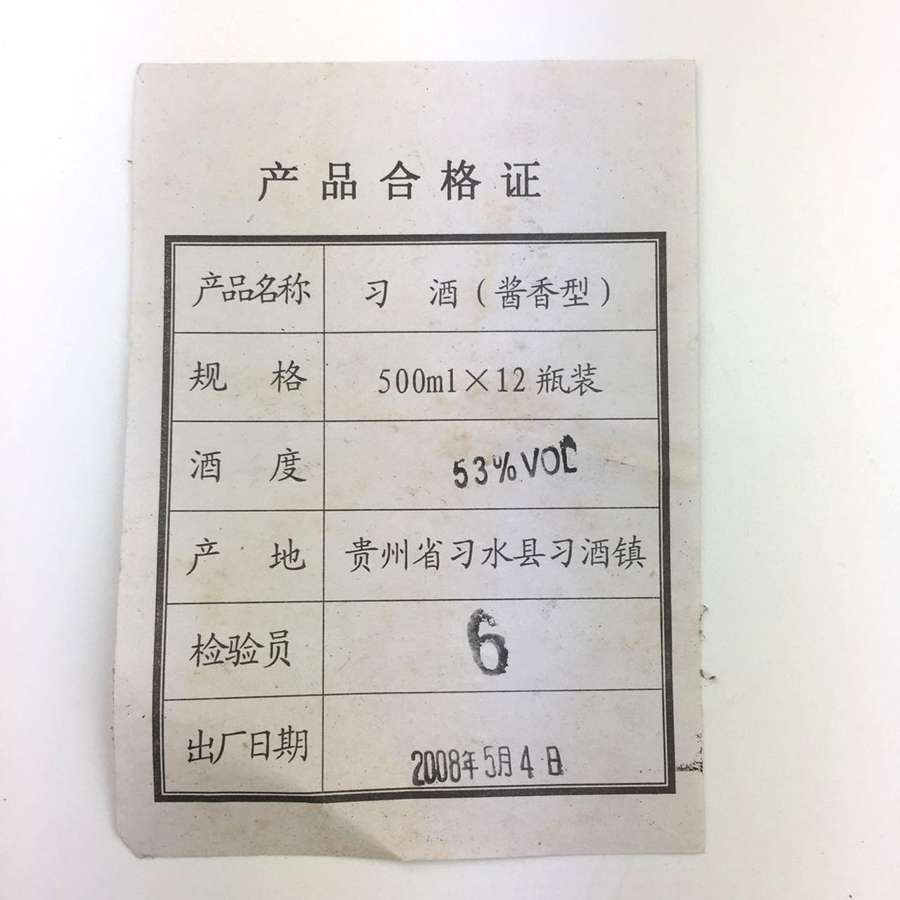 产品合格证
产品名称 习 酒（酱香型）
规 格 500ml×12瓶装
酒 度 53%VOL
产 地 贵州省习水县习酒镇
检验员 6
出厂日期 2008年5月4日